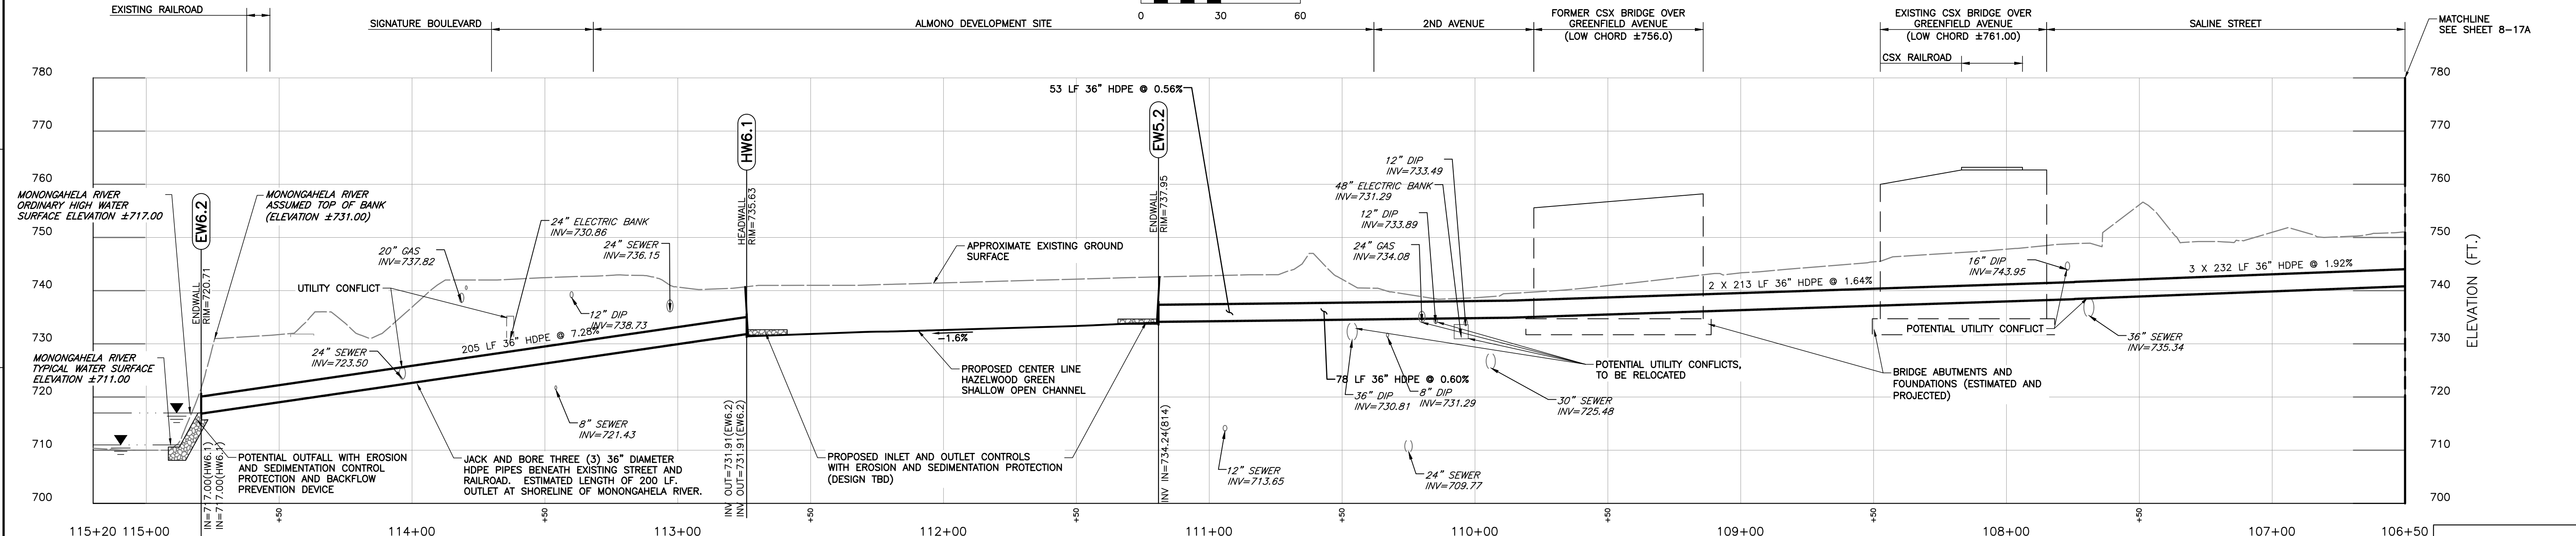 EXISTING RAILROAD
SIGNATURE BOULEVARD
ALMONO DEVELOPMENT SITE
0 30 60
2ND AVENUE
FORMER CSX BRIDGE OVER
GREENFIELD AVENUE
(LOW CHORD ±756.0)
EXISTING CSX BRIDGE OVER
GREENFIELD AVENUE
(LOW CHORD ±761.00)
CSX RAILROAD
SALINE STREET
MATCHLINE
SEE SHEET 8-17A
780
770
760
750
740
730
720
710
700
MONONGAHELA RIVER
ORDINARY HIGH WATER
SURFACE ELEVATION ±717.00
EW6.2
ENDWALL
RIM=720.71
MONONGAHELA RIVER
ASSUMED TOP OF BANK
(ELEVATION ±731.00)
20" GAS
INV=737.82
24" ELECTRIC BANK
INV=730.86
24" SEWER
INV=736.15
UTILITY CONFLICT
12" DIP
INV=738.73
205 LF 36" HDPE @ 7.28%
24" SEWER
INV=723.50
MONONGAHELA RIVER
TYPICAL WATER SURFACE
ELEVATION ±711.00
8" SEWER
INV=721.43
POTENTIAL OUTFALL WITH EROSION
AND SEDIMENTATION CONTROL
PROTECTION AND BACKFLOW
PREVENTION DEVICE
JACK AND BORE THREE (3) 36" DIAMETER
HDPE PIPES BENEATH EXISTING STREET AND
RAILROAD. ESTIMATED LENGTH OF 200 LF.
OUTLET AT SHORELINE OF MONONGAHELA RIVER.
IN=717.00(HW6.1)
IN=717.00(HW6.1)
HW6.1
HEADWALL
RIM=735.63
INV OUT=731.91(EW6.2)
INV OUT=731.91(EW6.2)
APPROXIMATE EXISTING GROUND
SURFACE
-1.6%
PROPOSED CENTER LINE
HAZELWOOD GREEN
SHALLOW OPEN CHANNEL
PROPOSED INLET AND OUTLET CONTROLS
WITH EROSION AND SEDIMENTATION PROTECTION
(DESIGN TBD)
53 LF 36" HDPE @ 0.56%
EW5.2
ENDWALL
RIM=737.95
INV IN=734.24(814)
12" DIP
INV=733.49
48" ELECTRIC BANK
INV=731.29
12" DIP
INV=733.89
24" GAS
INV=734.08
78 LF 36" HDPE @ 0.60%
36" DIP
INV=730.81
8" DIP
INV=731.29
30" SEWER
INV=725.48
12" SEWER
INV=713.65
24" SEWER
INV=709.77
POTENTIAL UTILITY CONFLICTS,
TO BE RELOCATED
2 X 213 LF 36" HDPE @ 1.64%
BRIDGE ABUTMENTS AND
FOUNDATIONS (ESTIMATED AND
PROJECTED)
16" DIP
INV=743.95
3 X 232 LF 36" HDPE @ 1.92%
POTENTIAL UTILITY CONFLICT
36" SEWER
INV=735.34
780
770
760
750
740
730
720
710
700
ELEVATION (FT.)
+50
+50
+50
+50
+50
+50
+50
+50
115+20 115+00 114+00 113+00 112+00 111+00 110+00 109+00 108+00 107+00 106+50